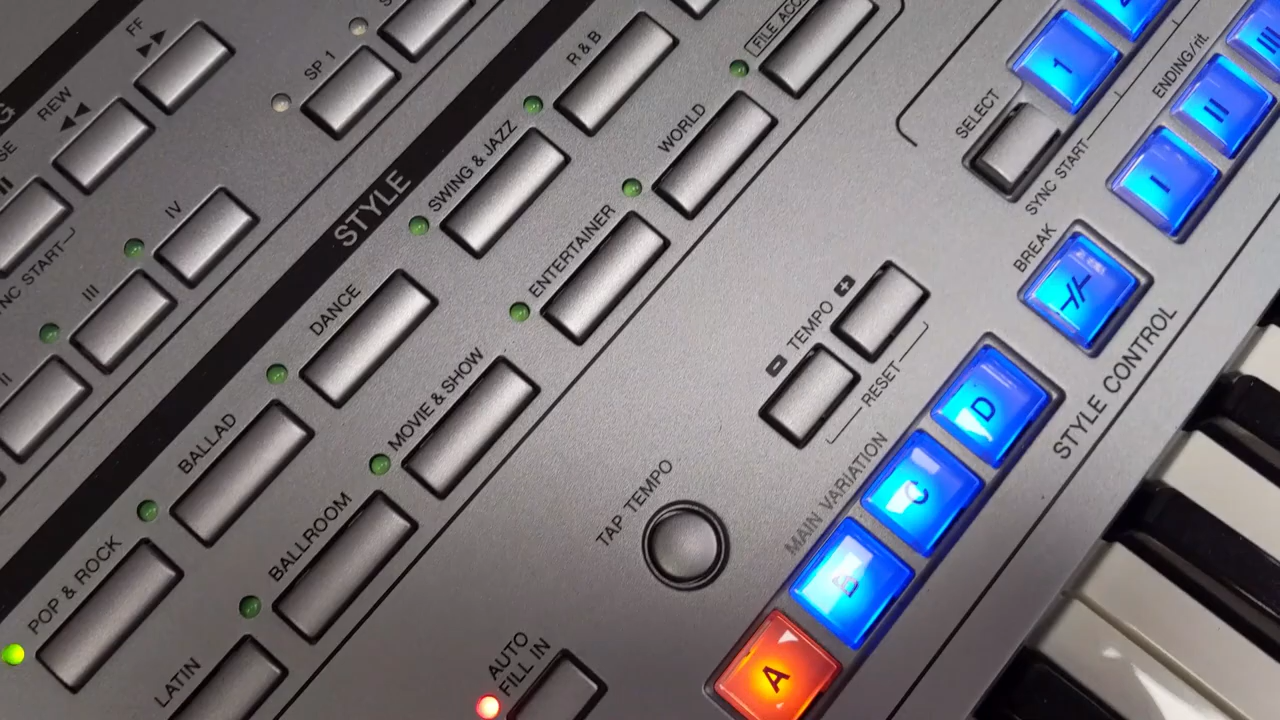 FF
REW
SP 1
IV
III
II
STYLE
R & B
FILE ACC
SWING & JAZZ
WORLD
DANCE
ENTERTAINER
BALLAD
MOVIE & SHOW
POP & ROCK
BALLROOM
LATIN
TEMPO
RESET
TAP TEMPO
AUTO
FILL IN
SELECT
1
SYNC START
ENDING/rit.
I
II
III
BREAK
STYLE CONTROL
MAIN VARIATION
A
B
C
D